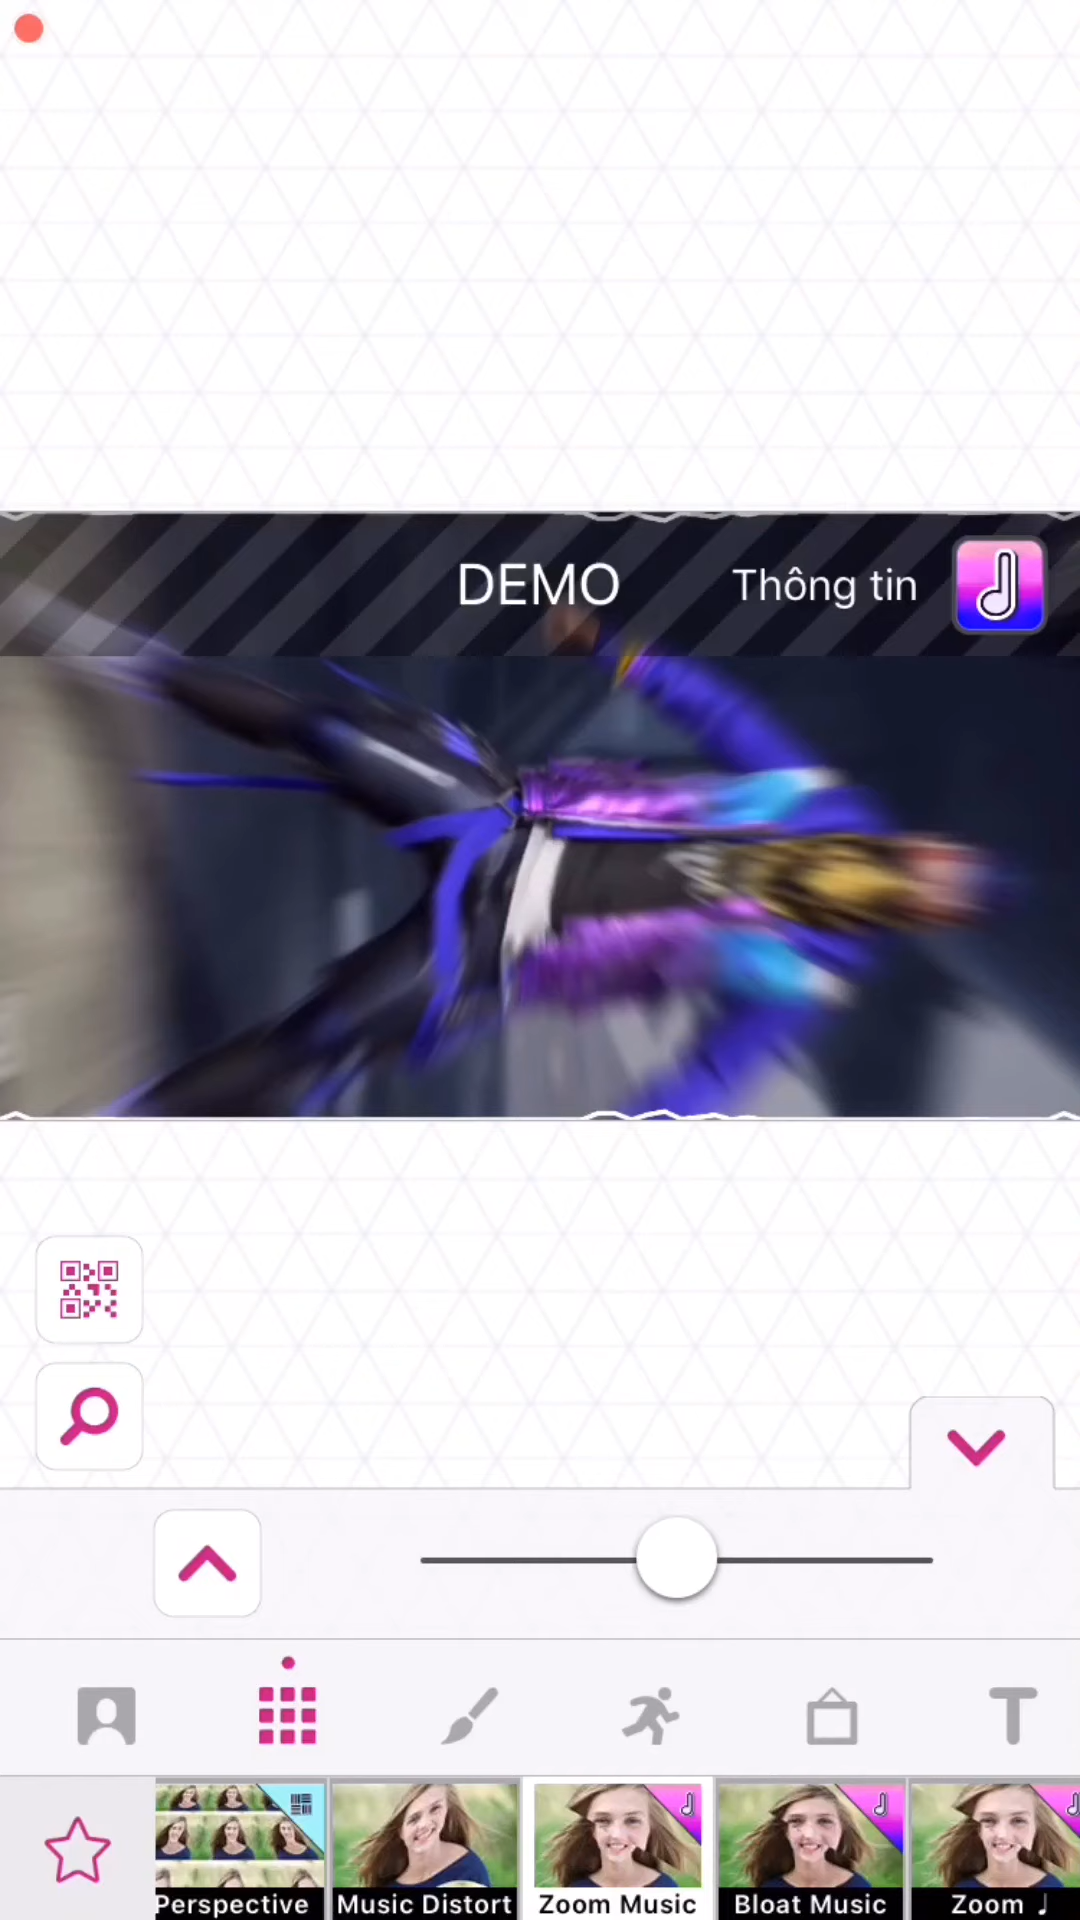 DEMO
Thông tin
Perspective
Music Distort
Zoom Music
Bloat Music
Zoom ♩